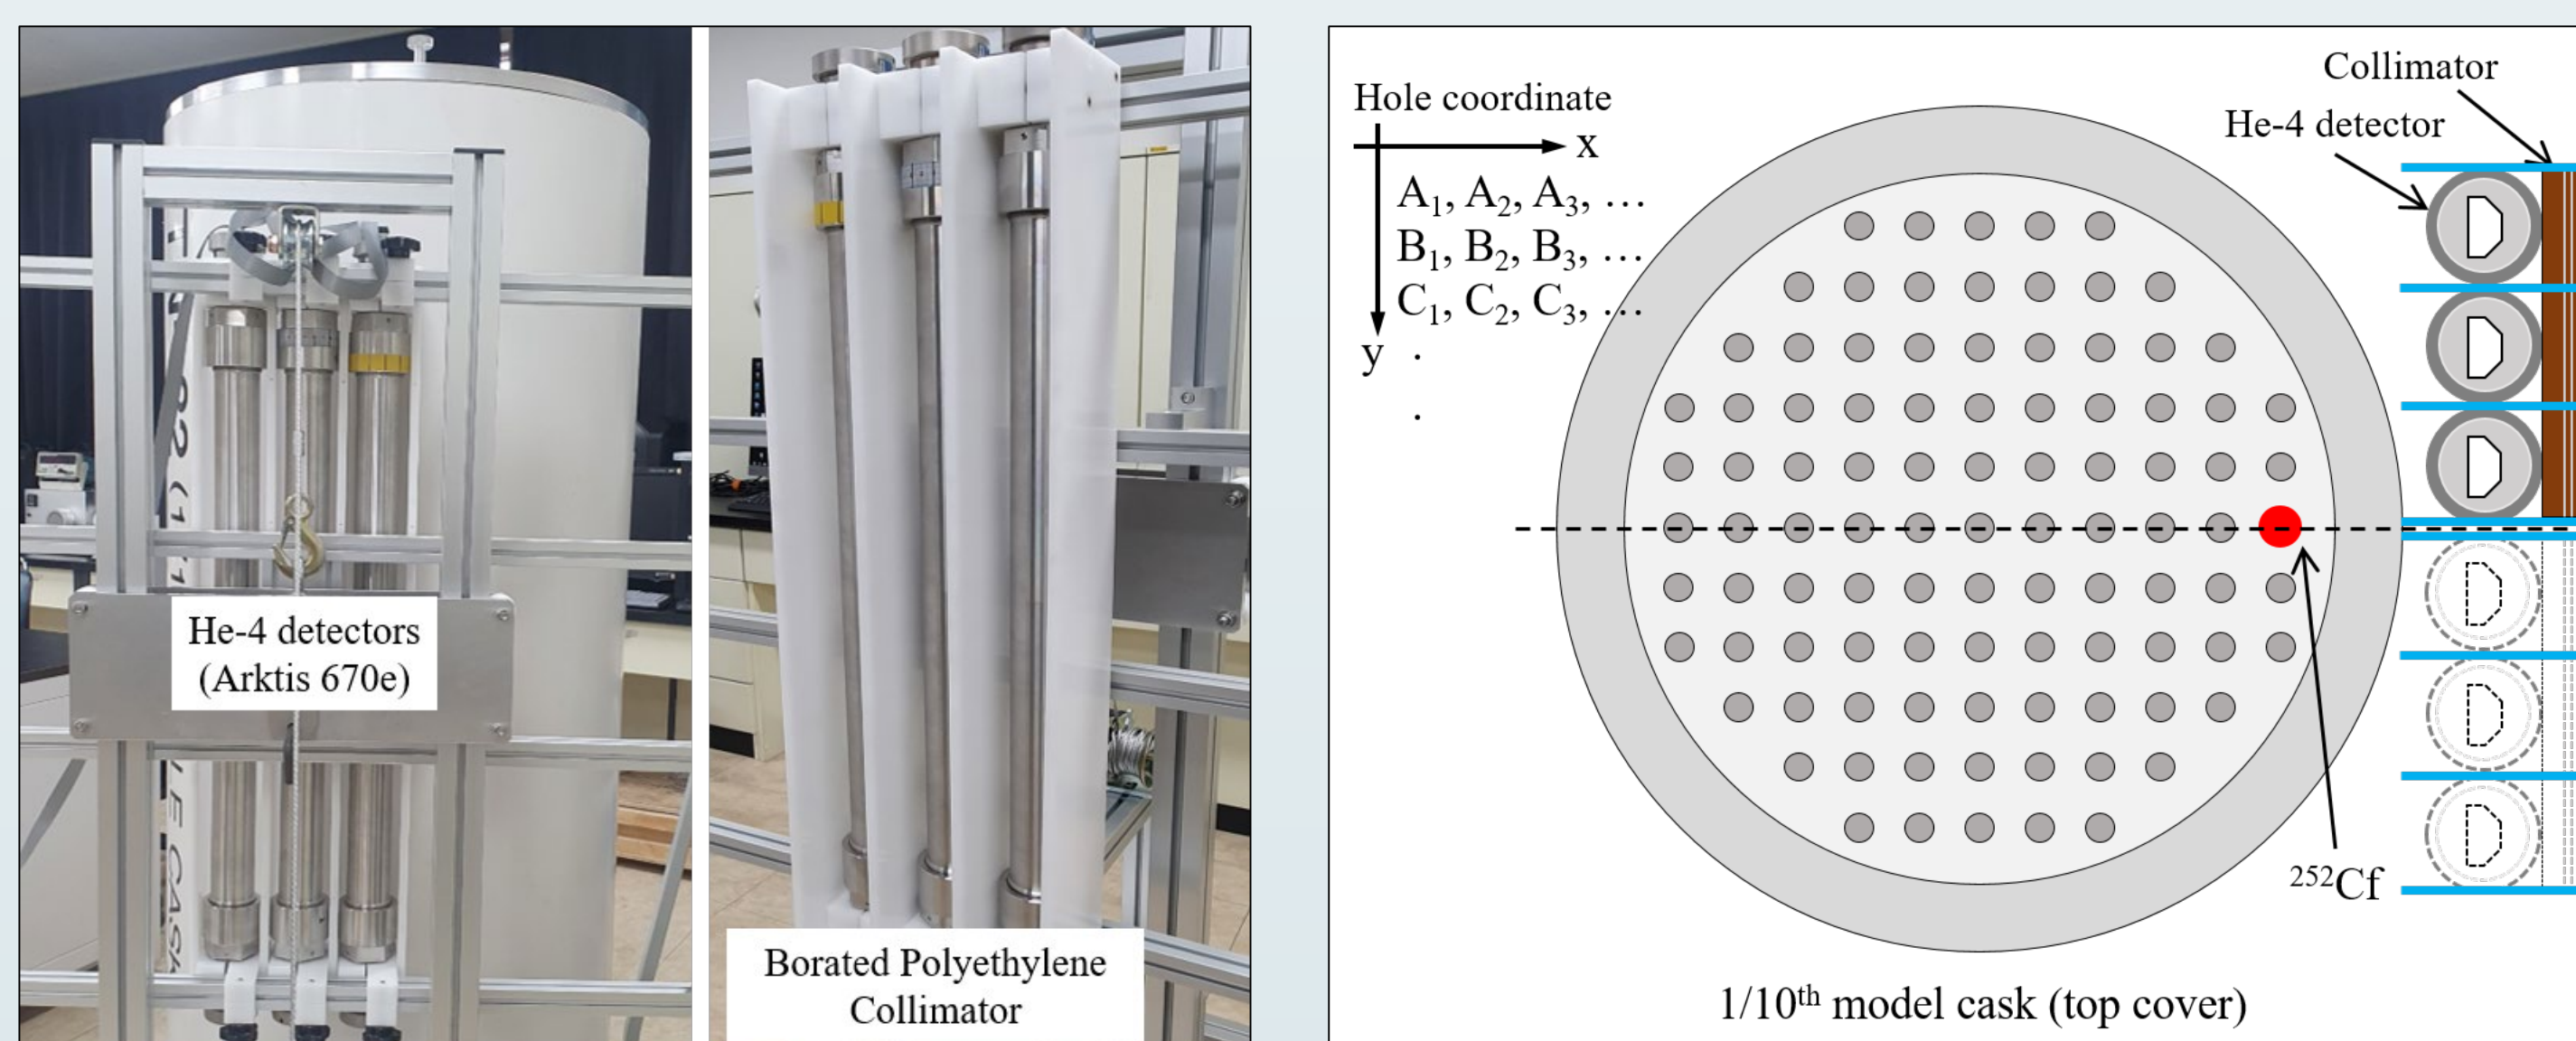 He-4 detectors
(Arktis 670e)
Borated Polyethylene
Collimator
Hole coordinate
x
A₁, A₂, A₃, …
B₁, B₂, B₃, …
C₁, C₂, C₃, …
y .
.
Collimator
He-4 detector
²⁵²Cf
1/10ᵗʰ model cask (top cover)